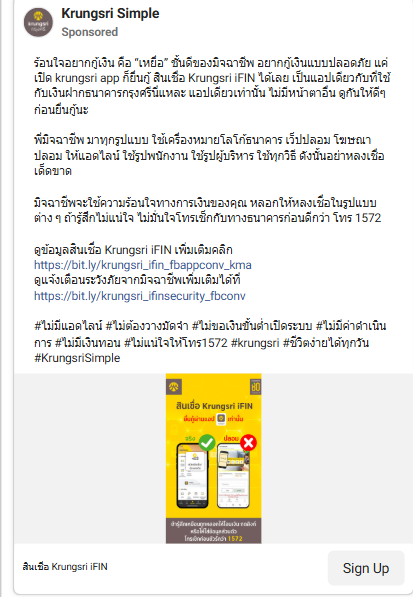 Krungsri Simple
Sponsored
ร้อนใจอยากกู้เงิน คือ “เหยื่อ” ชั้นดีของมิจฉาชีพ อยากกู้เงินแบบปลอดภัย แค่
เปิด krungsri app ก็ยื่นกู้ สินเชื่อ Krungsri iFIN ได้เลย เป็นแอปเดียวกับที่ใช้
กับเงินฝากธนาคารกรุงศรีนี่แหละ แอปเดียวเท่านั้น ไม่มีหน้าตาอื่น ดูกันให้ดีๆ
ก่อนยื่นกู้นะ
พี่มิจฉาชีพ มาทุกรูปแบบ ใช้เครื่องหมายโลโก้ธนาคาร เว็ปปลอม โฆษณา
ปลอม ให้แอดไลน์ ใช้รูปพนักงาน ใช้รูปผู้บริหาร ใช้ทุกวิธี ดังนั้นอย่าหลงเชื่อ
เด็ดขาด
มิจฉาชีพจะใช้ความร้อนใจทางการเงินของคุณ หลอกให้หลงเชื่อในรูปแบบ
ต่าง ๆ ถ้ารู้สึกไม่แน่ใจ ไม่มั่นใจโทรเช็กกับทางธนาคารก่อนดีกว่า โทร 1572
ดูข้อมูลสินเชื่อ Krungsri iFIN เพิ่มเติมคลิก
https://bit.ly/krungsri_ifin_fbappconv_kma
ดูแจ้งเตือนระวังภัยจากมิจฉาชีพเพิ่มเติมได้ที่
https://bit.ly/krungsri_ifinsecurity_fbconv
#ไม่มีแอดไลน์ #ไม่ต้องวางมัดจำ #ไม่ขอเงินขั้นต่ำเปิดระบบ #ไม่มีค่าดำเนิน
การ #ไม่มีเงินทอน #ไม่แน่ใจให้โทร1572 #krungsri #ชีวิตง่ายได้ทุกวัน
#KrungsriSimple
สินเชื่อ Krungsri iFIN
ยื่นกู้ผ่านแอป เท่านั้น
จริง ปลอม
โทรเช็กก่อนชัวร์กว่า 1572
สินเชื่อ Krungsri iFIN
Sign Up